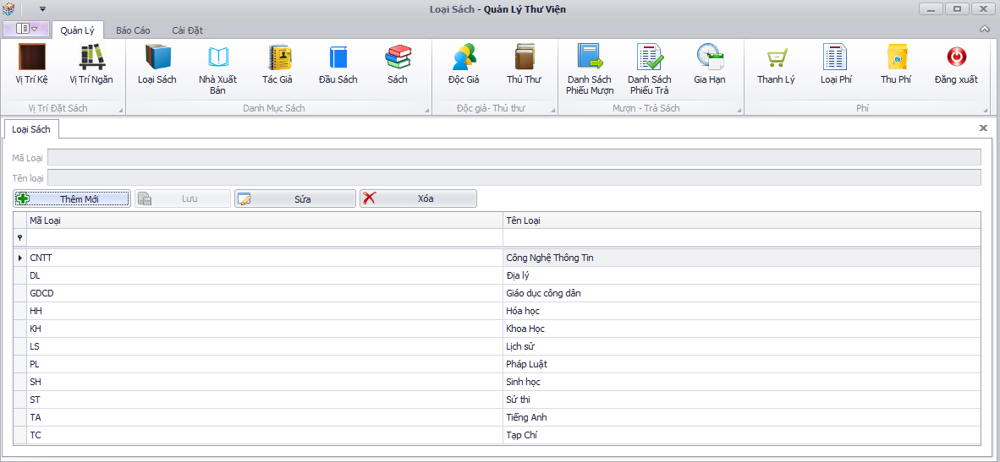 Loại Sách - Quản Lý Thư Viện
Quản Lý Báo Cáo Cài Đặt
Vị Trí Kệ Vị Trí Ngăn Loại Sách Nhà Xuất Bản Tác Giả Đầu Sách Sách Độc Giả Thủ Thư Danh Sách Phiếu Mượn Danh Sách Phiếu Trả Gia Hạn Thanh Lý Loại Phí Thu Phí Đăng xuất
Vị Trí Đặt Sách Danh Mục Sách Độc giả- Thủ thư Mượn - Trả Sách Phí
Loại Sách
Mã Loại
Tên loại
Thêm Mới Lưu Sửa Xóa
Mã Loại Tên Loại
CNTT Công Nghệ Thông Tin
DL Địa lý
GDCD Giáo dục công dân
HH Hóa học
KH Khoa Học
LS Lịch sử
PL Pháp Luật
SH Sinh học
ST Sử thi
TA Tiếng Anh
TC Tạp Chí